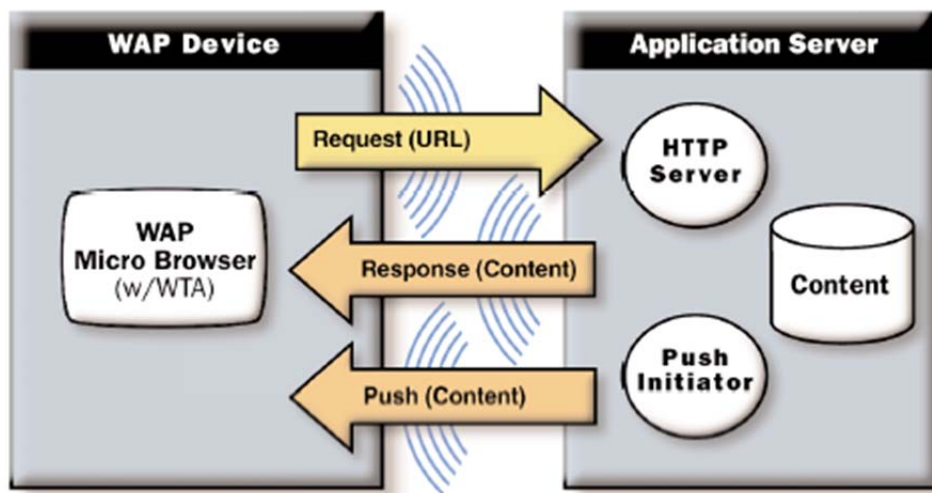 WAP Device
Application Server
Request (URL)
HTTP
Server
WAP
Micro Browser
(w/WTA)
Response (Content)
Content
Push (Content)
Push
Initiator